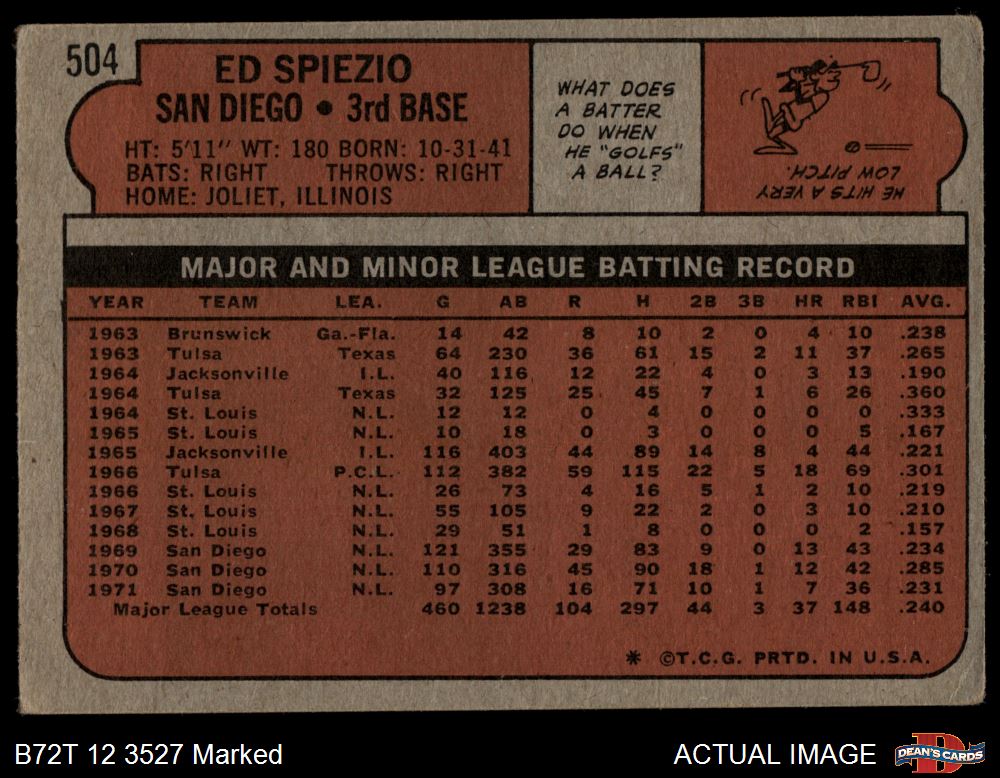 504
ED SPIEZIO
SAN DIEGO • 3rd BASE
HT: 5'11" WT: 180 BORN: 10-31-41
BATS: RIGHT THROWS: RIGHT
HOME: JOLIET, ILLINOIS
WHAT DOES
A BATTER
DO WHEN
HE "GOLFS"
A BALL?
HE HITS A VERY
LOW PITCH.
MAJOR AND MINOR LEAGUE BATTING RECORD
YEAR TEAM LEA. G AB R H 2B 3B HR RBI AVG.
1963 Brunswick Ga.-Fla. 14 42 8 10 2 0 4 10 .238
1963 Tulsa Texas 64 230 36 61 15 2 11 37 .265
1964 Jacksonville I.L. 40 116 12 22 4 0 3 13 .190
1964 Tulsa Texas 32 125 25 45 7 1 6 26 .360
1964 St. Louis N.L. 12 12 0 4 0 0 0 0 .333
1965 St. Louis N.L. 10 18 0 3 0 0 0 5 .167
1965 Jacksonville I.L. 116 403 44 89 14 8 4 44 .221
1966 Tulsa P.C.L. 112 382 59 115 22 5 18 69 .301
1966 St. Louis N.L. 26 73 4 16 5 1 2 10 .219
1967 St. Louis N.L. 55 105 9 22 2 0 3 10 .210
1968 St. Louis N.L. 29 51 1 8 0 0 0 2 .157
1969 San Diego N.L. 121 355 29 83 9 0 13 43 .234
1970 San Diego N.L. 110 316 45 90 18 1 12 42 .285
1971 San Diego N.L. 97 308 16 71 10 1 7 36 .231
Major League Totals 460 1238 104 297 44 3 37 148 .240
* ©T.C.G. PRTD. IN U.S.A.
B72T 12 3527 Marked
ACTUAL IMAGE
DEAN'S CARDS